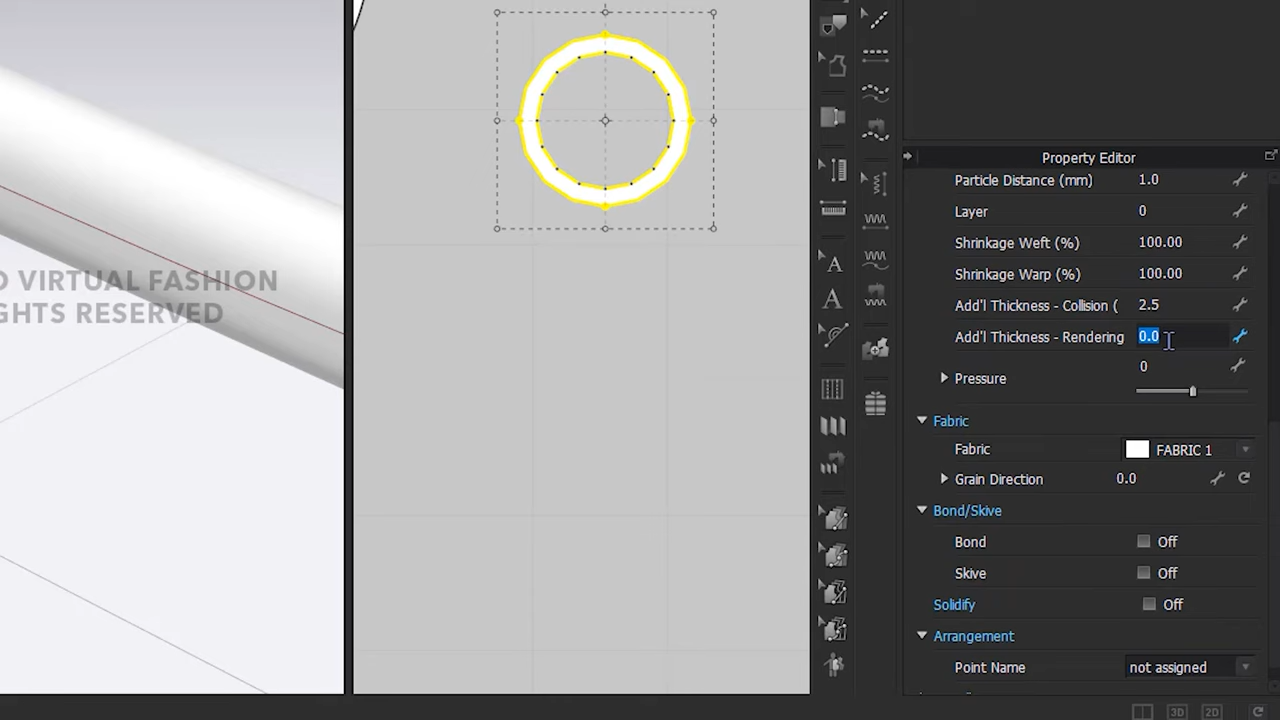 D VIRTUAL FASHION
GHTS RESERVED
A
A
Property Editor
Particle Distance (mm) 1.0
Layer 0
Shrinkage Weft (%) 100.00
Shrinkage Warp (%) 100.00
Add'l Thickness - Collision ( 2.5
Add'l Thickness - Rendering 0.0
0
Pressure
Fabric
Fabric FABRIC 1
Grain Direction 0.0
Bond/Skive
Bond Off
Skive Off
Solidify Off
Arrangement
Point Name not assigned
3D 2D